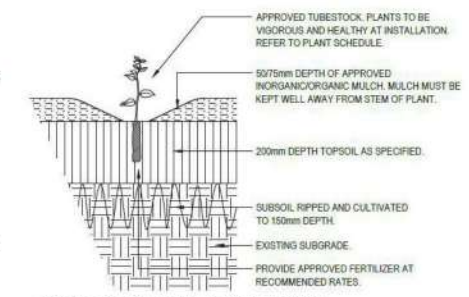 APPROVED TUBESTOCK. PLANTS TO BE
VIGOROUS AND HEALTHY AT INSTALLATION.
REFER TO PLANT SCHEDULE.
50/75mm DEPTH OF APPROVED
INORGANIC/ORGANIC MULCH. MULCH MUST BE
KEPT WELL AWAY FROM STEM OF PLANT.
200mm DEPTH TOPSOIL AS SPECIFIED.
SUBSOIL RIPPED AND CULTIVATED
TO 150mm DEPTH.
EXISTING SUBGRADE.
PROVIDE APPROVED FERTILIZER AT
RECOMMENDED RATES.